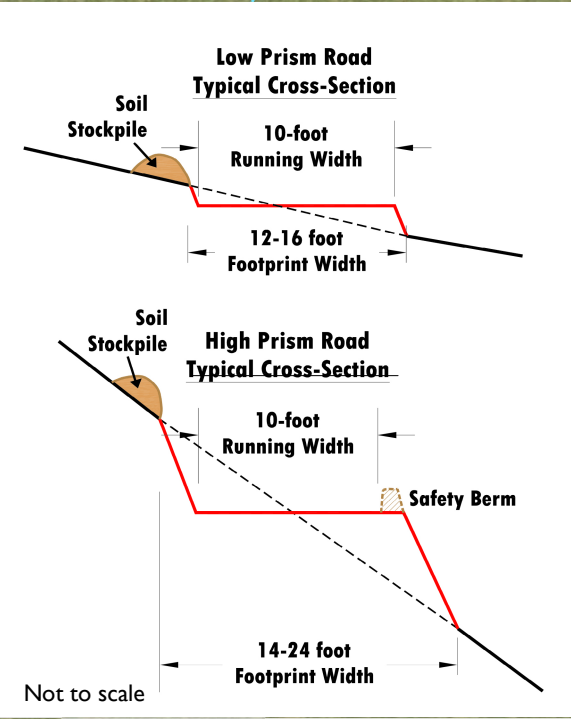 Low Prism Road
Typical Cross-Section
Soil
Stockpile
10-foot
Running Width
12-16 foot
Footprint Width
Soil
Stockpile
High Prism Road
Typical Cross-Section
10-foot
Running Width
Safety Berm
14-24 foot
Footprint Width
Not to scale